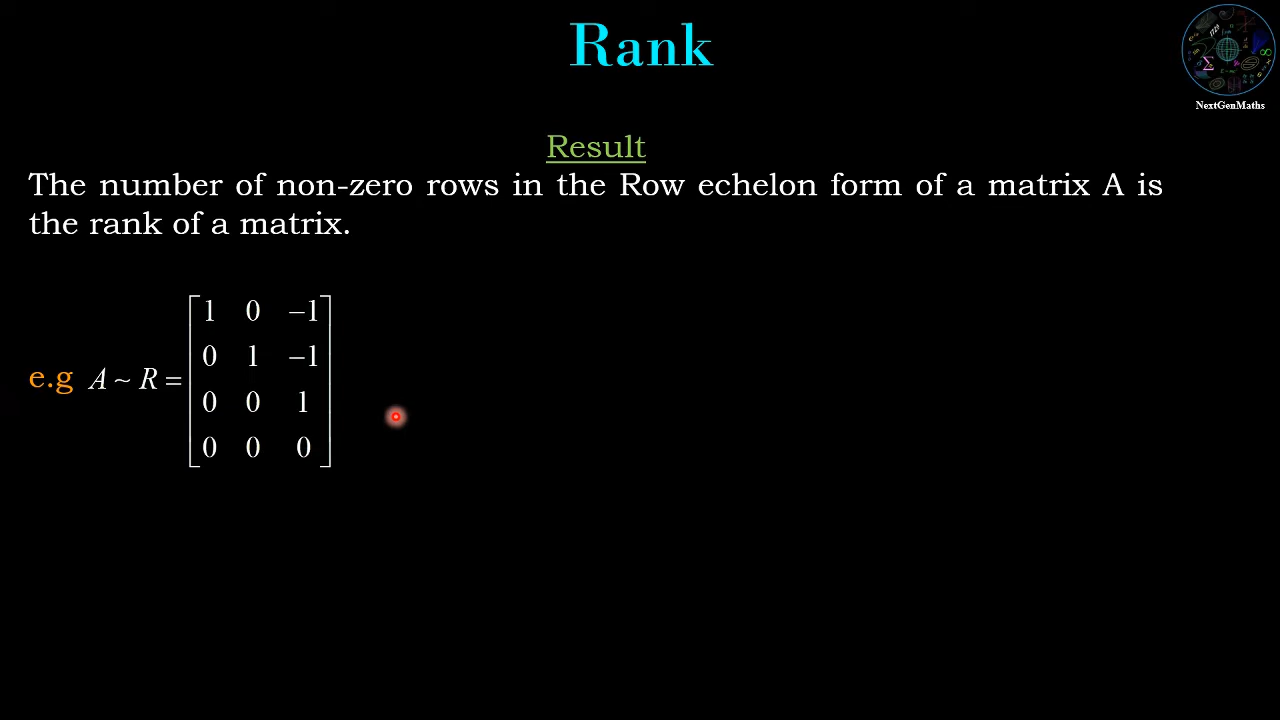 Rank
NextGenMaths
Result
The number of non-zero rows in the Row echelon form of a matrix A is
the rank of a matrix.
1 0 −1
0 1 −1
e.g A ~ R =
0 0 1
0 0 0